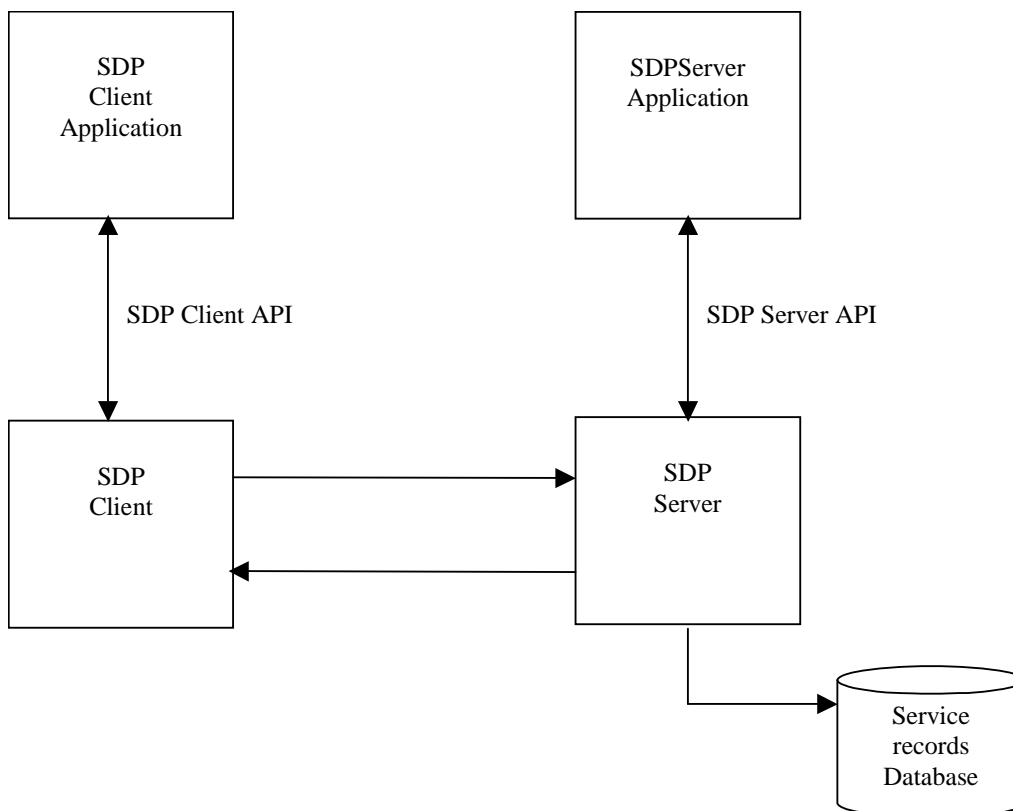 SDP
Client
Application
SDPServer
Application
SDP Client API
SDP Server API
SDP
Client
SDP
Server
Service
records
Database